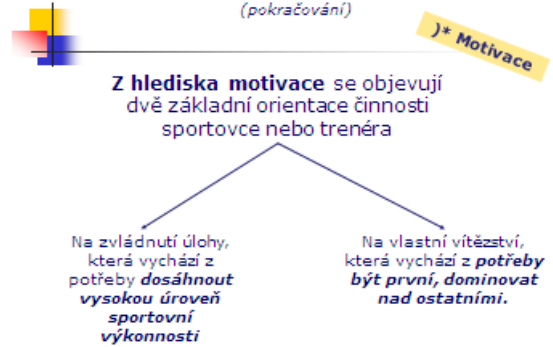 (pokračování)
)* Motivace
Z hlediska motivace se objevují
dvě základní orientace činnosti
sportovce nebo trenéra
Na zvládnutí úlohy,
která vychází z
potřeby dosáhnout
vysokou úroveň
sportovní
výkonnosti
Na vlastní vítězství,
která vychází z potřeby
být první, dominovat
nad ostatními.